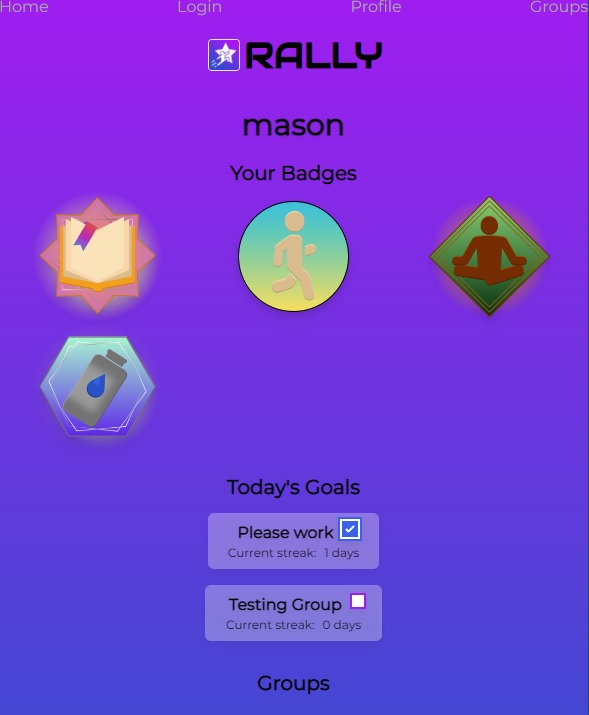 Home Login Profile Groups
RALLY
mason
Your Badges
Today's Goals
Please work
Current streak: 1 days
Testing Group
Current streak: 0 days
Groups